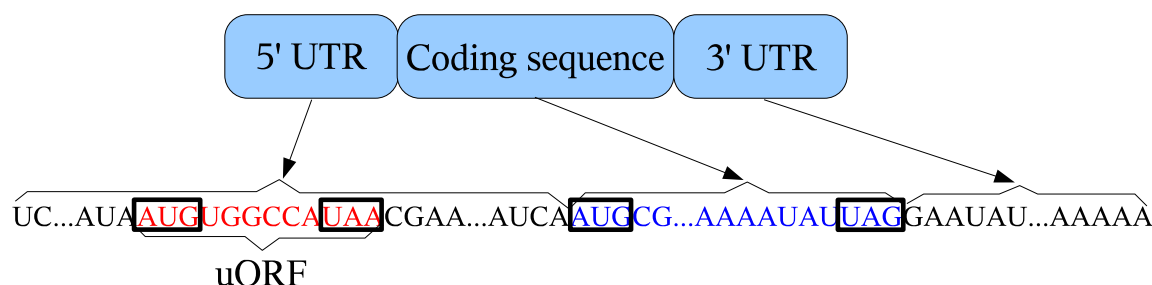 5' UTR Coding sequence 3' UTR
UC...AUAAUGUGGCCAUAACGAA...AUCAAUGCG...AAAAUAUUAGGAAUAU...AAAAA
uORF